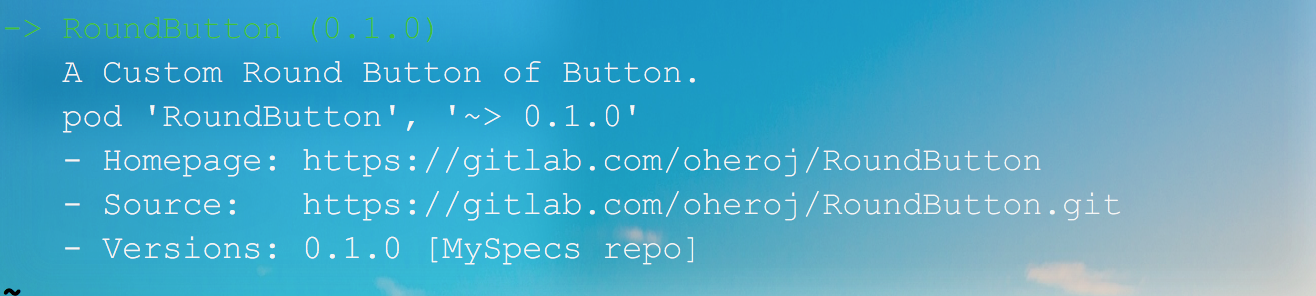 -> RoundButton (0.1.0)
A Custom Round Button of Button.
pod 'RoundButton', '~> 0.1.0'
- Homepage: https://gitlab.com/oheroj/RoundButton
- Source:   https://gitlab.com/oheroj/RoundButton.git
- Versions: 0.1.0 [MySpecs repo]
~